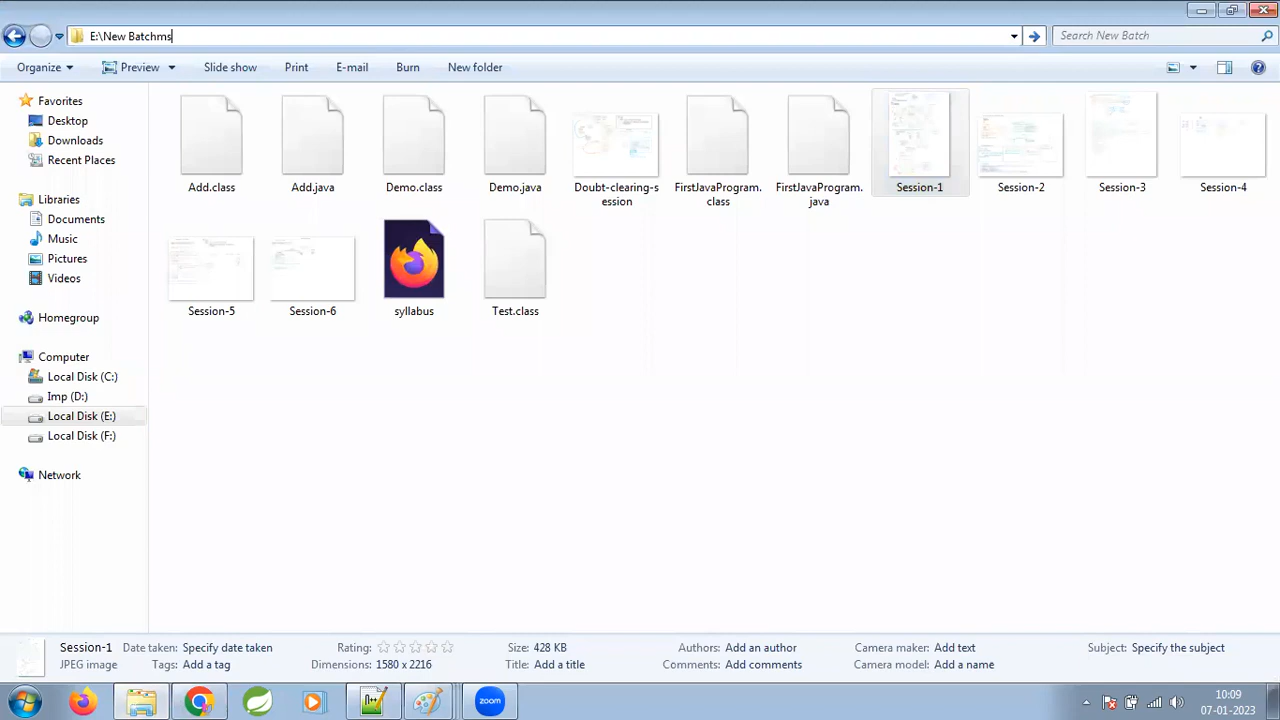 E:\New Batchms
Search New Batch
Organize
Preview
Slide show
Print
E-mail
Burn
New folder
Favorites
Desktop
Downloads
Recent Places
Libraries
Documents
Music
Pictures
Videos
Homegroup
Computer
Local Disk (C:)
Imp (D:)
Local Disk (E:)
Local Disk (F:)
Network
Add.class
Add.java
Demo.class
Demo.java
Doubt-clearing-s
ession
FirstJavaProgram.
class
FirstJavaProgram.
java
Session-1
Session-2
Session-3
Session-4
Session-5
Session-6
syllabus
Test.class
Session-1 Date taken: Specify date taken Rating: Size: 428 KB Authors: Add an author Camera maker: Add text Subject: Specify the subject
JPEG image Tags: Add a tag Dimensions: 1580 x 2216 Title: Add a title Comments: Add comments Camera model: Add a name
zoom
10:09
07-01-2023